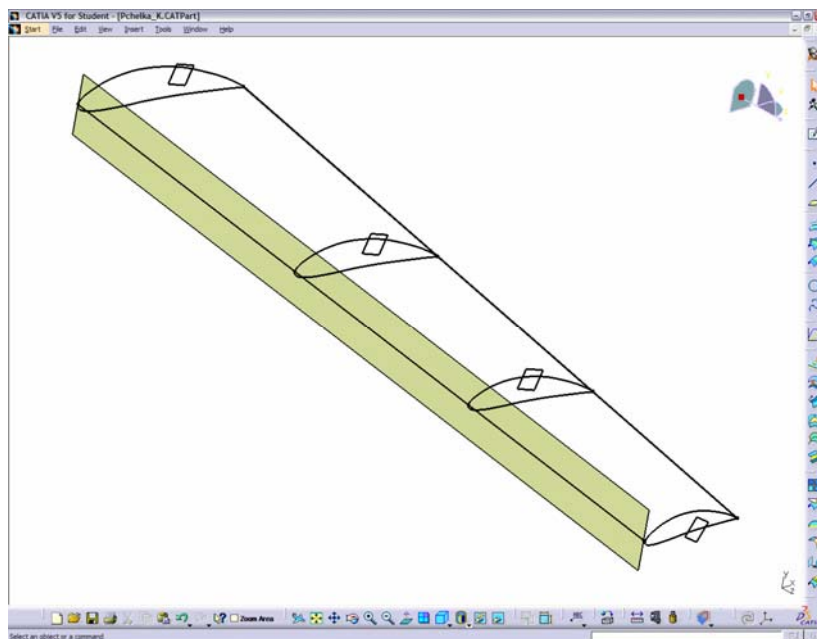 CATIA V5 for Student - [Pchelka_K.CATPart]
Start File Edit View Insert Tools Window Help
Y
X
Z
Zoom Area
CATIA
Select an object or a command